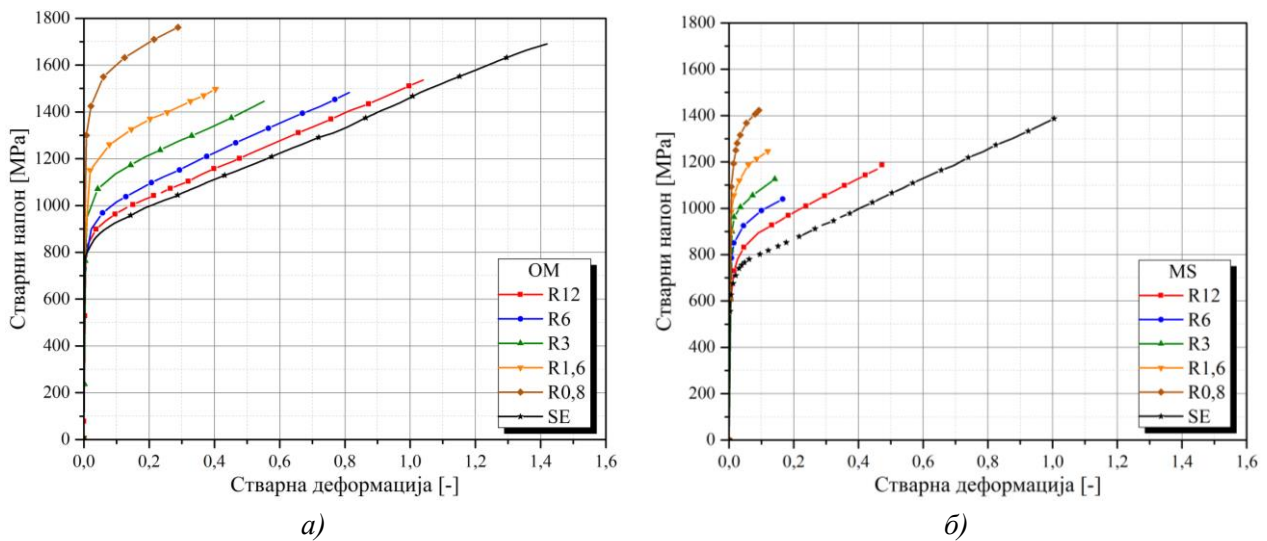 1800
1600
1400
1200
1000
800
600
400
200
0
Стварни напон [MPa]
OM
R12
R6
R3
R1,6
R0,8
SE
0,0 0,2 0,4 0,6 0,8 1,0 1,2 1,4 1,6
Стварна деформација [-]
а)
1800
1600
1400
1200
1000
800
600
400
200
0
Стварни напон [MPa]
MS
R12
R6
R3
R1,6
R0,8
SE
0,0 0,2 0,4 0,6 0,8 1,0 1,2 1,4 1,6
Стварна деформација [-]
б)